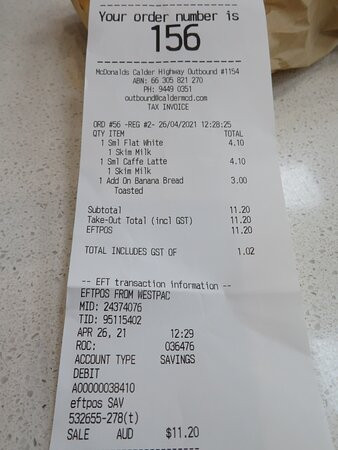 Your order number is
156
McDonalds Calder Highway Outbound #1154
ABN: 66 305 821 270
PH: 9449 0351
outbound@caldermcd.com
TAX INVOICE
ORD #56 -REG #2- 26/04/2021 12:28:25
QTY ITEM TOTAL
1 Sml Flat White 4.10
1 Skim Milk
1 Sml Caffe Latte 4.10
1 Skim Milk
1 Add On Banana Bread 3.00
Toasted
Subtotal 11.20
Take-Out Total (incl GST) 11.20
EFTPOS 11.20
TOTAL INCLUDES GST OF 1.02
-- EFT transaction information --
EFTPOS FROM WESTPAC
MID: 24374076
TID: 95115402
APR 26, 21 12:29
ROC: 036476
ACCOUNT TYPE SAVINGS
DEBIT
A00000038410
eftpos SAV
532655-278(t)
SALE AUD $11.20